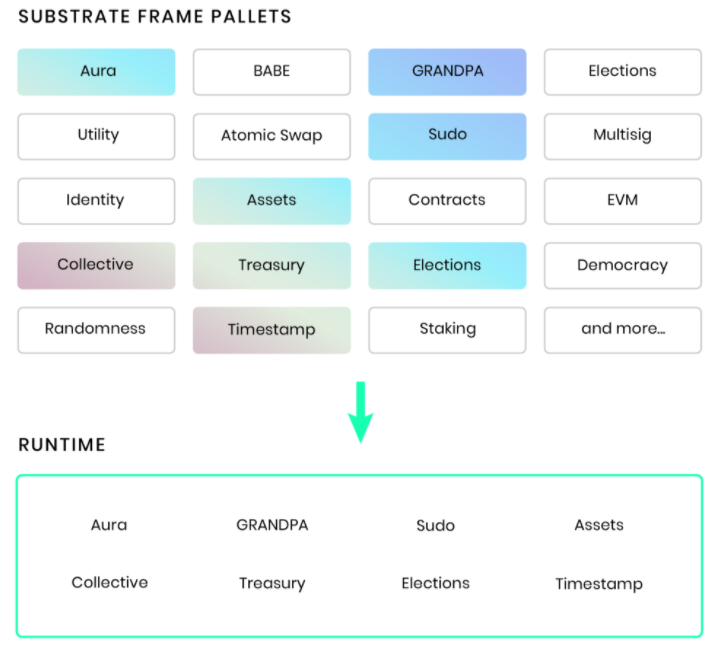 SUBSTRATE FRAME PALLETS
Aura BABE GRANDPA Elections
Utility Atomic Swap Sudo Multisig
Identity Assets Contracts EVM
Collective Treasury Elections Democracy
Randomness Timestamp Staking and more...
RUNTIME
Aura GRANDPA Sudo Assets
Collective Treasury Elections Timestamp